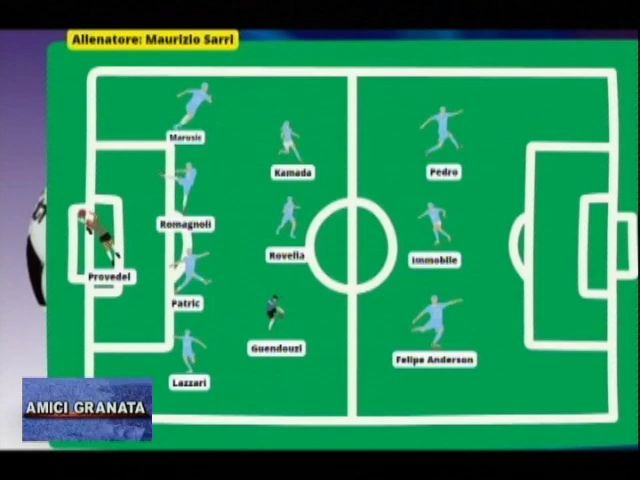 Allenatore: Maurizio Sarri
Marusic
Kamada
Pedro
Romagnoli
Rovella
Immobile
Provedel
Patric
Guendouzi
Felipe Anderson
Lazzari
AMICI GRANATA